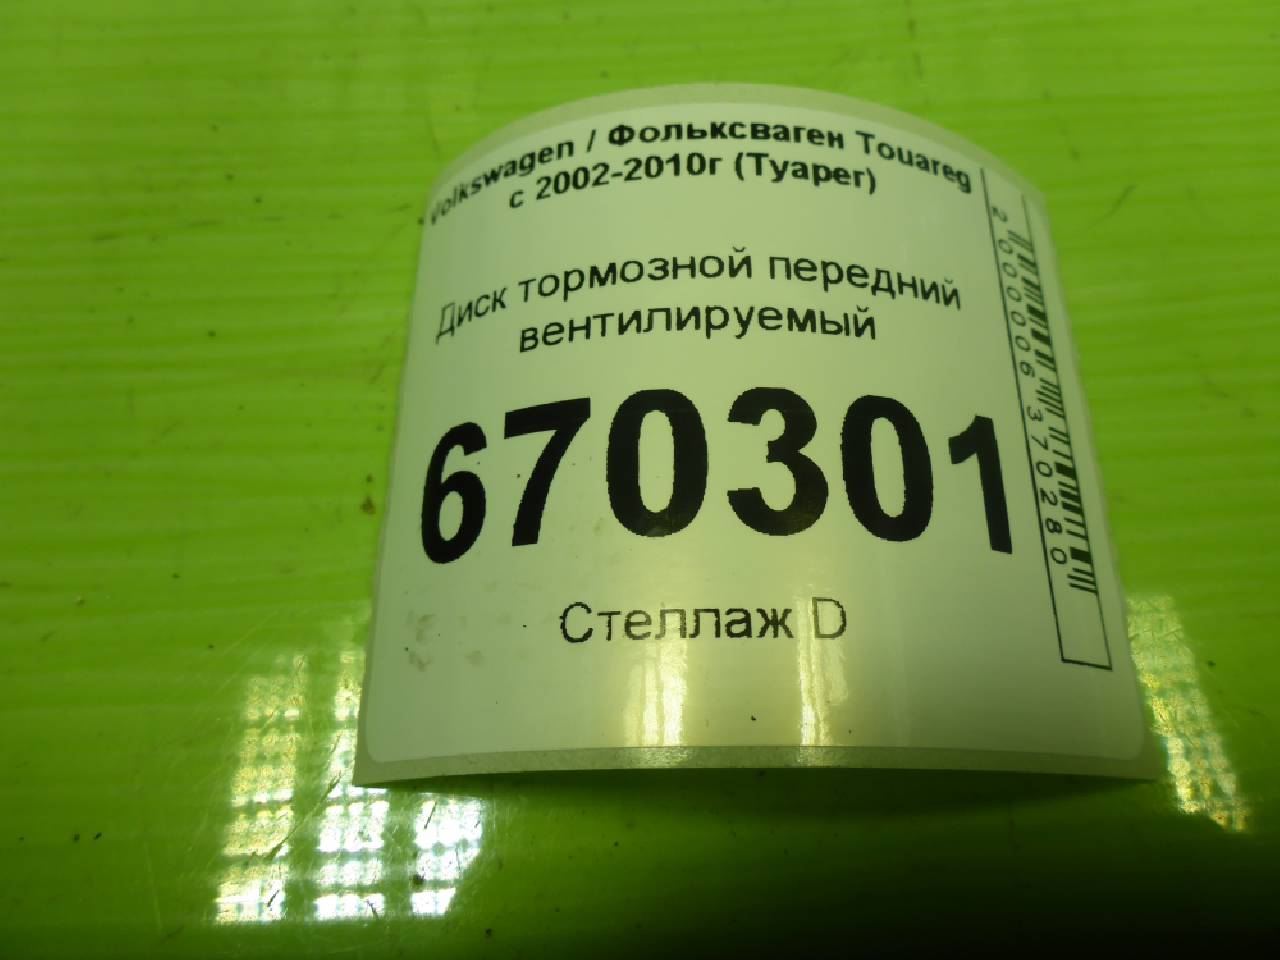 Volkswagen / Фольксваген Touareg
с 2002-2010г (Туарег)
Диск тормозной передний
вентилируемый
670301
Стеллаж D
2000006370280